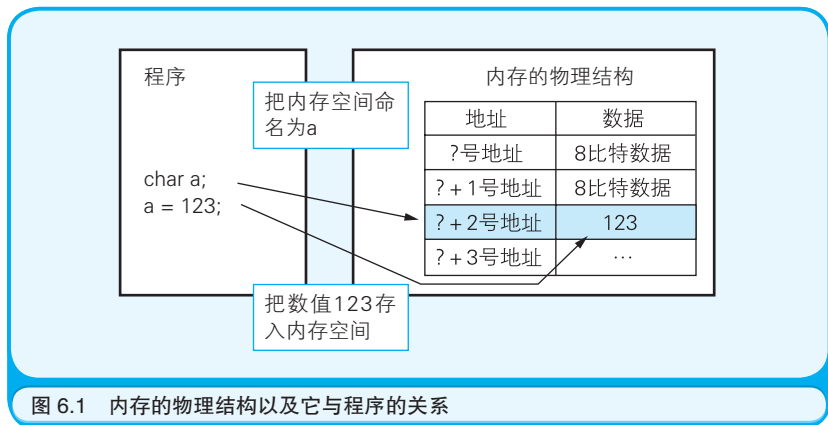 程序
内存的物理结构
把内存空间命
名为a
地址 数据
?号地址 8比特数据
char a;
?+1号地址 8比特数据
a = 123;
?+2号地址 123
?+3号地址 …
把数值123存
入内存空间
图 6.1 内存的物理结构以及它与程序的关系